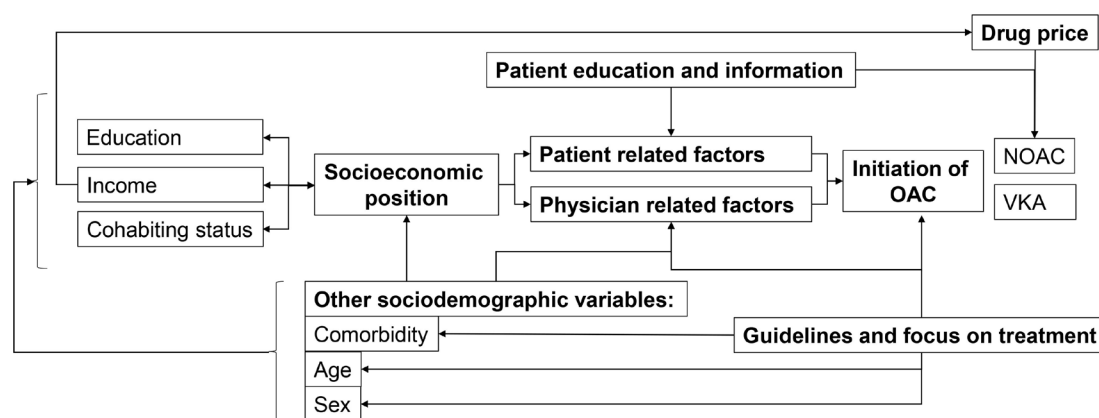 Drug price
Patient education and information
Education
Income
Cohabiting status
Socioeconomic
position
Patient related factors
Physician related factors
Initiation of
OAC
NOAC
VKA
Other sociodemographic variables:
Comorbidity
Age
Sex
Guidelines and focus on treatment